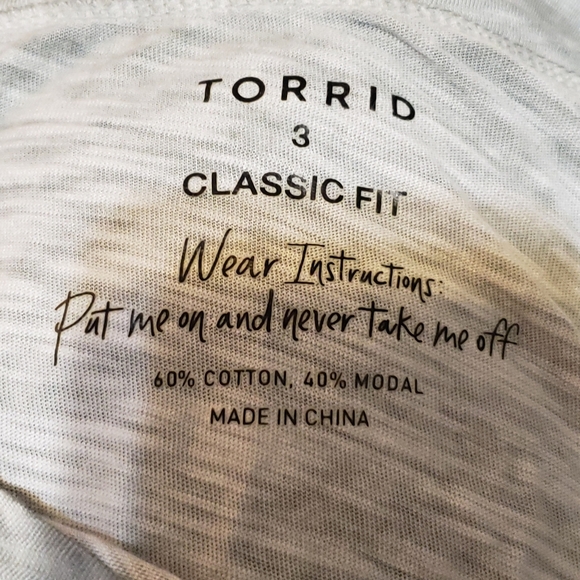 TORRID
3
CLASSIC FIT
Wear Instructions:
Put me on and never take me off
60% COTTON, 40% MODAL
MADE IN CHINA